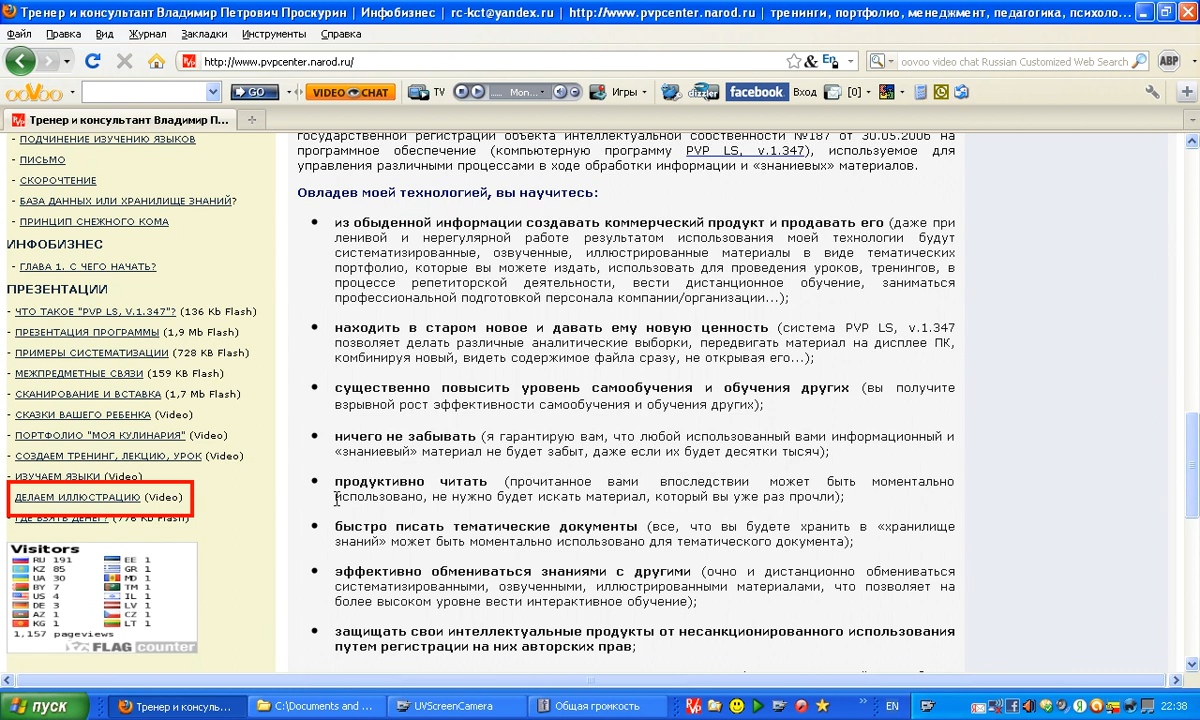 Тренер и консультант Владимир Петрович Проскурин | Инфобизнес | rc-kct@yandex.ru | http://www.pvpcenter.narod.ru | тренинги, портфолио, менеджмент, педагогика, психоло...
Файл Правка Вид Журнал Закладки Инструменты Справка
http://www.pvpcenter.narod.ru/
oovoo video chat Russian Customized Web Search
ABP
ooVoo GO VIDEO CHAT TV Mon... Игры dizzler facebook Вход [0]
Тренер и консультант Владимир П...
- ПОДЧИНЕНИЕ ИЗУЧЕНИЮ ЯЗЫКОВ
- ПИСЬМО
- СКОРОЧТЕНИЕ
- БАЗА ДАННЫХ ИЛИ ХРАНИЛИЩЕ ЗНАНИЙ?
- ПРИНЦИП СНЕЖНОГО КОМА
ИНФОБИЗНЕС
- ГЛАВА 1. С ЧЕГО НАЧАТЬ?
ПРЕЗЕНТАЦИИ
- ЧТО ТАКОЕ "PVP LS, V.1.347"? (136 Kb Flash)
- ПРЕЗЕНТАЦИЯ ПРОГРАММЫ (1,9 Mb Flash)
- ПРИМЕРЫ СИСТЕМАТИЗАЦИИ (728 KB Flash)
- МЕЖПРЕДМЕТНЫЕ СВЯЗИ (159 KB Flash)
- СКАНИРОВАНИЕ И ВСТАВКА (1,7 Mb Flash)
- СКАЗКИ ВАШЕГО РЕБЕНКА (Video)
- ПОРТФОЛИО "МОЯ КУЛИНАРИЯ" (Video)
- СОЗДАЕМ ТРЕНИНГ, ЛЕКЦИЮ, УРОК (Video)
- ИЗУЧАЕМ ЯЗЫКИ (Video)
ДЕЛАЕМ ИЛЛЮСТРАЦИЮ (Video)
- ГДЕ ВЗЯТЬ ДЕНЕГ? (776 KB Flash)
Visitors
RU 191 EE 1
KZ 85 GR 1
UA 30 MD 1
BY 7 TM 1
US 4 IL 1
DE 3 LV 1
AZ 1 CZ 1
KG 1 LT 1
1,157 pageviews
FLAG counter
государственной регистрации объекта интеллектуальной собственности №187 от 30.05.2006 на
программное обеспечение (компьютерную программу PVP LS, v.1.347), используемое для
управления различными процессами в ходе обработки информации и «знаниевых» материалов.
Овладев моей технологией, вы научитесь:
• из обыденной информации создавать коммерческий продукт и продавать его (даже при
ленивой и нерегулярной работе результатом использования моей технологии будут
систематизированные, озвученные, иллюстрированные материалы в виде тематических
портфолио, которые вы можете издать, использовать для проведения уроков, тренингов, в
процессе репетиторской деятельности, вести дистанционное обучение, заниматься
профессиональной подготовкой персонала компании/организации...);
• находить в старом новое и давать ему новую ценность (система PVP LS, v.1.347
позволяет делать различные аналитические выборки, передвигать материал на дисплее ПК,
комбинируя новый, видеть содержимое файла сразу, не открывая его...);
• существенно повысить уровень самообучения и обучения других (вы получите
взрывной рост эффективности самообучения и обучения других);
• ничего не забывать (я гарантирую вам, что любой использованный вами информационный и
«знаниевый» материал не будет забыт, даже если их будет десятки тысяч);
• продуктивно читать (прочитанное вами впоследствии может быть моментально
использовано, не нужно будет искать материал, который вы уже раз прочли);
• быстро писать тематические документы (все, что вы будете хранить в «хранилище
знаний» может быть моментально использовано для тематического документа);
• эффективно обмениваться знаниями с другими (очно и дистанционно обмениваться
систематизированными, озвученными, иллюстрированными материалами, что позволяет на
более высоком уровне вести интерактивное обучение);
• защищать свои интеллектуальные продукты от несанкционированного использования
путем регистрации на них авторских прав;
пуск Тренер и консуль... C:\Documents and ... UVScreenCamera Общая громкость EN 22:38